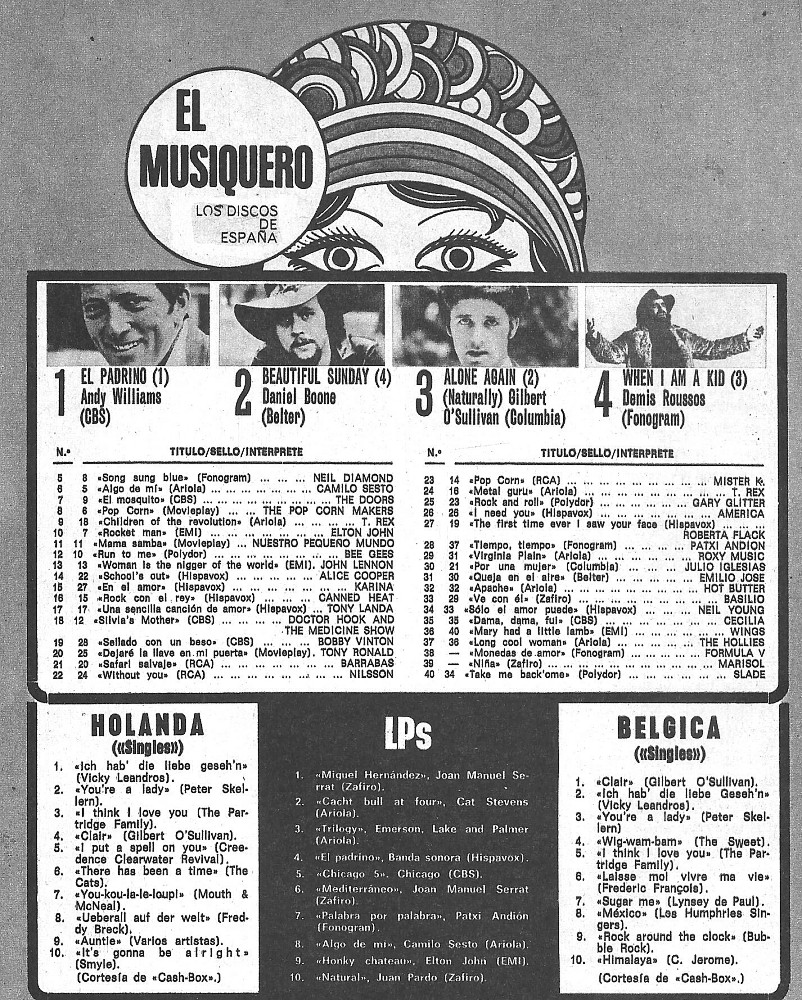 EL
MUSIQUERO
LOS DISCOS
DE
ESPAÑA
1 EL PADRINO (1)
Andy Williams
(CBS)
2 BEAUTIFUL SUNDAY (4)
Daniel Boone
(Belter)
3 ALONE AGAIN (2)
(Naturally) Gilbert
O'Sullivan (Columbia)
4 WHEN I AM A KID (3)
Demis Roussos
(Fonogram)
N.º TITULO/SELLO/INTERPRETE
5 8 «Song sung blue» (Fonogram) ... ... ... NEIL DIAMOND
6 5 «Algo de mí» (Ariola) ... ... ... ... ... CAMILO SESTO
7 9 «El mosquito» (CBS) ... ... ... ... ... ... THE DOORS
8 6 «Pop Corn» (Movieplay) ... ... THE POP CORN MAKERS
9 18 «Children of the revolution» (Ariola) ... ... ... T. REX
10 7 «Rocket man» (EMI) ... ... ... ... ... ... ELTON JOHN
11 11 «Mama samba» (Movieplay) ... NUESTRO PEQUEÑO MUNDO
12 10 «Run to me» (Polydor) ... ... ... ... ... ... BEE GEES
13 13 «Woman is the nigger of the world» (EMI). JOHN LENNON
14 22 «School's out» (Hispavox) ... ... ... ALICE COOPER
15 27 «En el amor» (Hispavox) ... ... ... ... ... ... KARINA
16 15 «Rock con el rey» (Hispavox) ... ... ... CANNED HEAT
17 17 «Una sencilla canción de amor» (Hispavox) ... TONY LANDA
18 12 «Silvia's Mother» (CBS) ... ... ... DOCTOR HOOK AND
THE MEDICINE SHOW
19 28 «Sellado con un beso» (CBS) ... ... ... BOBBY VINTON
20 25 «Dejaré la llave en mi puerta» (Movieplay). TONY RONALD
21 20 «Safari salvaje» (RCA) ... ... ... ... ... ... BARRABAS
22 24 «Without you» (RCA) ... ... ... ... ... ... ... NILSSON
N.º TITULO/SELLO/INTERPRETE
23 14 «Pop Corn» (RCA) ... ... ... ... ... ... ... MISTER K.
24 16 «Metal guru» (Ariola) ... ... ... ... ... ... ... T. REX
25 23 «Rock and roll» (Polydor) ... ... ... ... GARY GLITTER
26 26 «I need you» (Hispavox) ... ... ... ... ... ... AMERICA
27 19 «The first time ever I saw your face (Hispavox) ... ...
ROBERTA FLACK
28 37 «Tiempo, tiempo» (Fonogram) ... ... ... PATXI ANDION
29 31 «Virginia Plain» (Ariola) ... ... ... ... ROXY MUSIC
30 21 «Por una mujer» (Columbia) ... ... ... JULIO IGLESIAS
31 30 «Queja en el aire» (Belter) ... ... ... ... EMILIO JOSE
32 32 «Apache» (Ariola) ... ... ... ... ... ... HOT BUTTER
33 29 «Ve con él» (Zafiro) ... ... ... ... ... ... ... BASILIO
34 33 «Sólo el amor puede» (Hispavox) ... ... ... NEIL YOUNG
35 35 «Dama, dama, ful» (CBS) ... ... ... ... ... ... CECILIA
36 40 «Mary had a little lamb» (EMI) ... ... ... ... WINGS
37 36 «Long cool woman» (Ariola) ... ... ... ... THE HOLLIES
38 — «Monedas de amor» (Fonogram) ... ... ... FORMULA V
39 — «Niña» (Zafiro) ... ... ... ... ... ... ... ... MARISOL
40 34 «Take me back'ome» (Polydor) ... ... ... ... ... SLADE
HOLANDA
(«Singles»)
1. «Ich hab' die liebe geseh'n»
(Vicky Leandros).
2. «You're a lady» (Peter Skel-
lern).
3. «I think I love you (The Par-
tridge Family).
4. «Clair» (Gilbert O'Sullivan).
5. «I put a spell on you» (Cree-
dence Clearwater Revival).
6. «There has been a time» (The
Cats).
7. «You-kou-la-le-loupi» (Mouth &
McNeal).
8. «Ueberall auf der welt» (Fred-
dy Breck).
9. «Auntie» (Varios artistas).
10. «It's gonna be alright»
(Smyle).
(Cortesía de «Cash-Box».)
LPs
1. «Miguel Hernández», Joan Manuel Se-
rrat (Zafiro).
2. «Cacht bull at four», Cat Stevens
(Ariola).
3. «Trilogy», Emerson, Lake and Palmer
(Ariola).
4. «El padrino», Banda sonora (Hispavox).
5. «Chicago 5», Chicago (CBS).
6. «Mediterráneo», Joan Manuel Serrat
(Zafiro).
7. «Palabra por palabra», Patxi Andión
(Fonogran).
8. «Algo de mí», Camilo Sesto (Ariola).
9. «Honky chateau», Elton John (EMI).
10. «Natural», Juan Pardo (Zafiro).
BELGICA
(«Singles»)
1. «Clair» (Gilbert O'Sullivan).
2. «Ich hab' die liebe Geseh'n»
(Vicky Leandros).
3. «You're a lady» (Peter Skel-
lern)
4. «Wig-wam-bam» (The Sweet).
5. «I think I love you» (The Par-
tridge Family).
6. «Laisse moi vivre ma vie»
(Frederic François).
7. «Sugar me» (Lynsey de Paul).
8. «México» (Les Humphries Sin-
gers).
9. «Rock around the clock» (Bub-
ble Rock).
10. «Himalaya» (C. Jerome).
(Cortesía de «Cash-Box».)